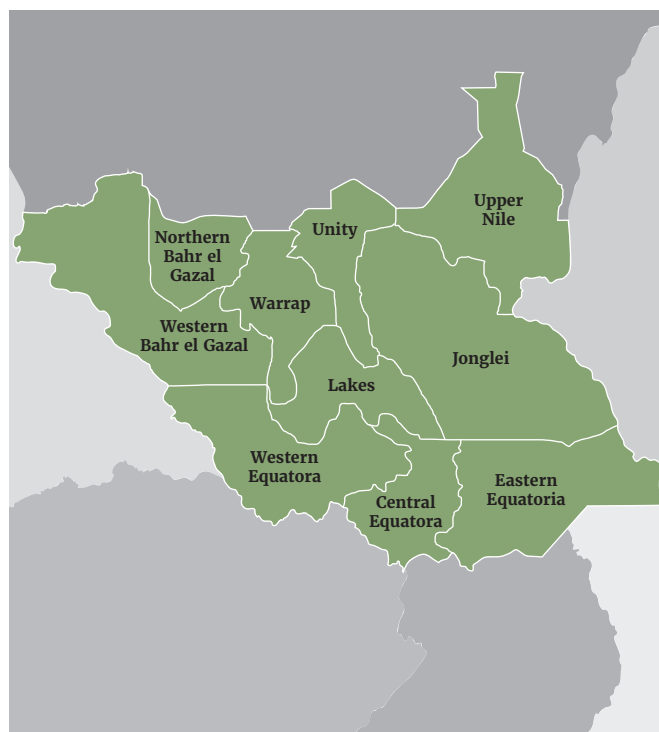 Upper
Nile
Unity
Northern
Bahr el
Gazal
Warrap
Western
Bahr el Gazal
Jonglei
Lakes
Western
Equatora
Eastern
Equatoria
Central
Equatora